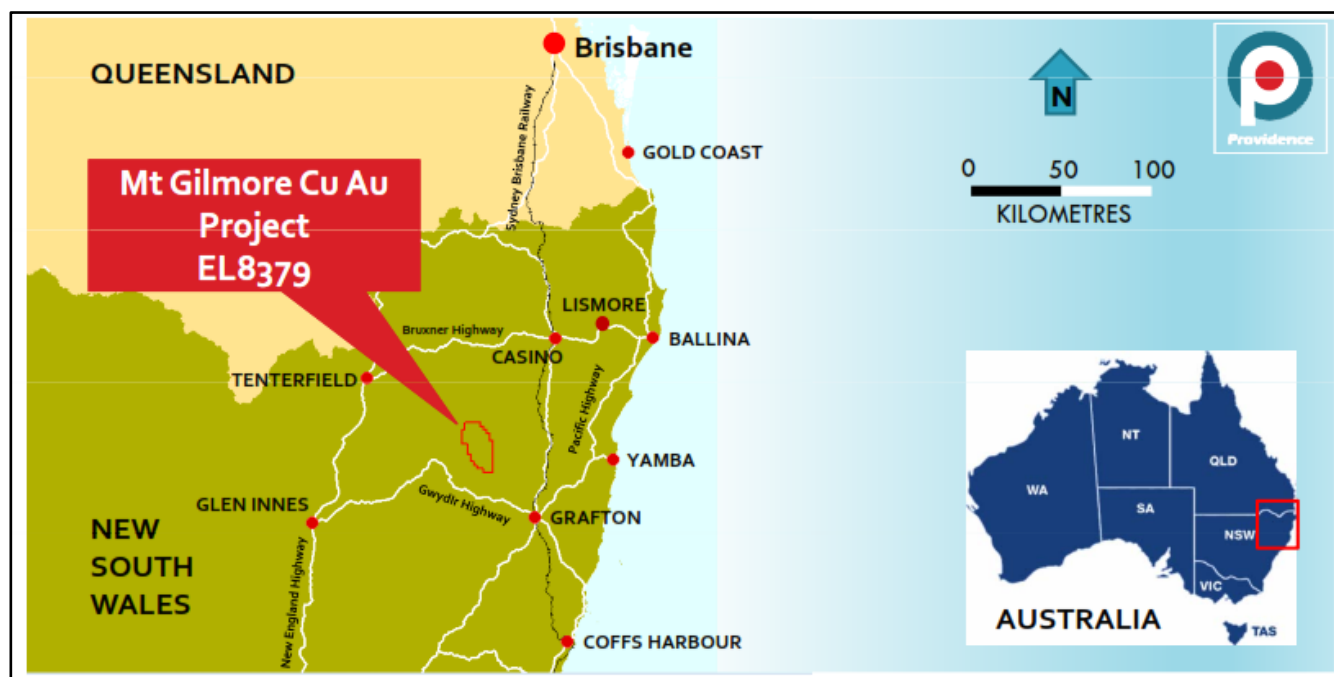 Brisbane
QUEENSLAND
Sydney Brisbane Railway
GOLD COAST
Mt Gilmore Cu Au
Project
EL8379
LISMORE
Bruxner Highway
BALLINA
CASINO
TENTERFIELD
Pacific Highway
YAMBA
GLEN INNES
Gwydir Highway
GRAFTON
NEW
SOUTH
WALES
New England Highway
COFFS HARBOUR
N
P
Providence
0 50 100
KILOMETRES
NT
QLD
WA
SA
NSW
VIC
AUSTRALIA
TAS